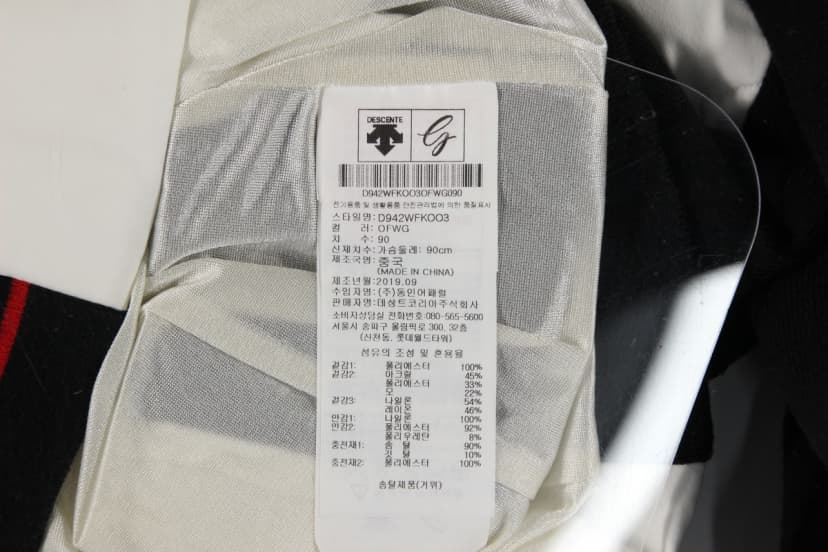 DESCENTE
D942WFKOO3OFWG090
전기용품 및 생활용품 안전관리법에 의한 품질표시
스타일명: D942WFKOO3
컬 러: OFWG
치 수: 90
신체치수: 가슴둘레: 90cm
제조국명: 중국
(MADE IN CHINA)
제조년월: 2019.09
수입자명: (주)동인어패럴
판매자명: 데상트코리아주식회사
소비자상담실 전화번호: 080-565-5600
서울시 송파구 올림픽로 300, 32층
(신천동, 롯데월드타워)
섬유의 조성 및 혼용율
겉감1: 폴리에스터 100%
겉감2: 아크릴 45%
폴리에스터 33%
모 22%
겉감3: 나일론 54%
레이온 46%
안감1: 나일론 100%
안감2: 폴리에스터 92%
폴리우레탄 8%
충전재1: 솜 털 90%
깃 털 10%
충전재2: 폴리에스터 100%
솜털제품(거위)